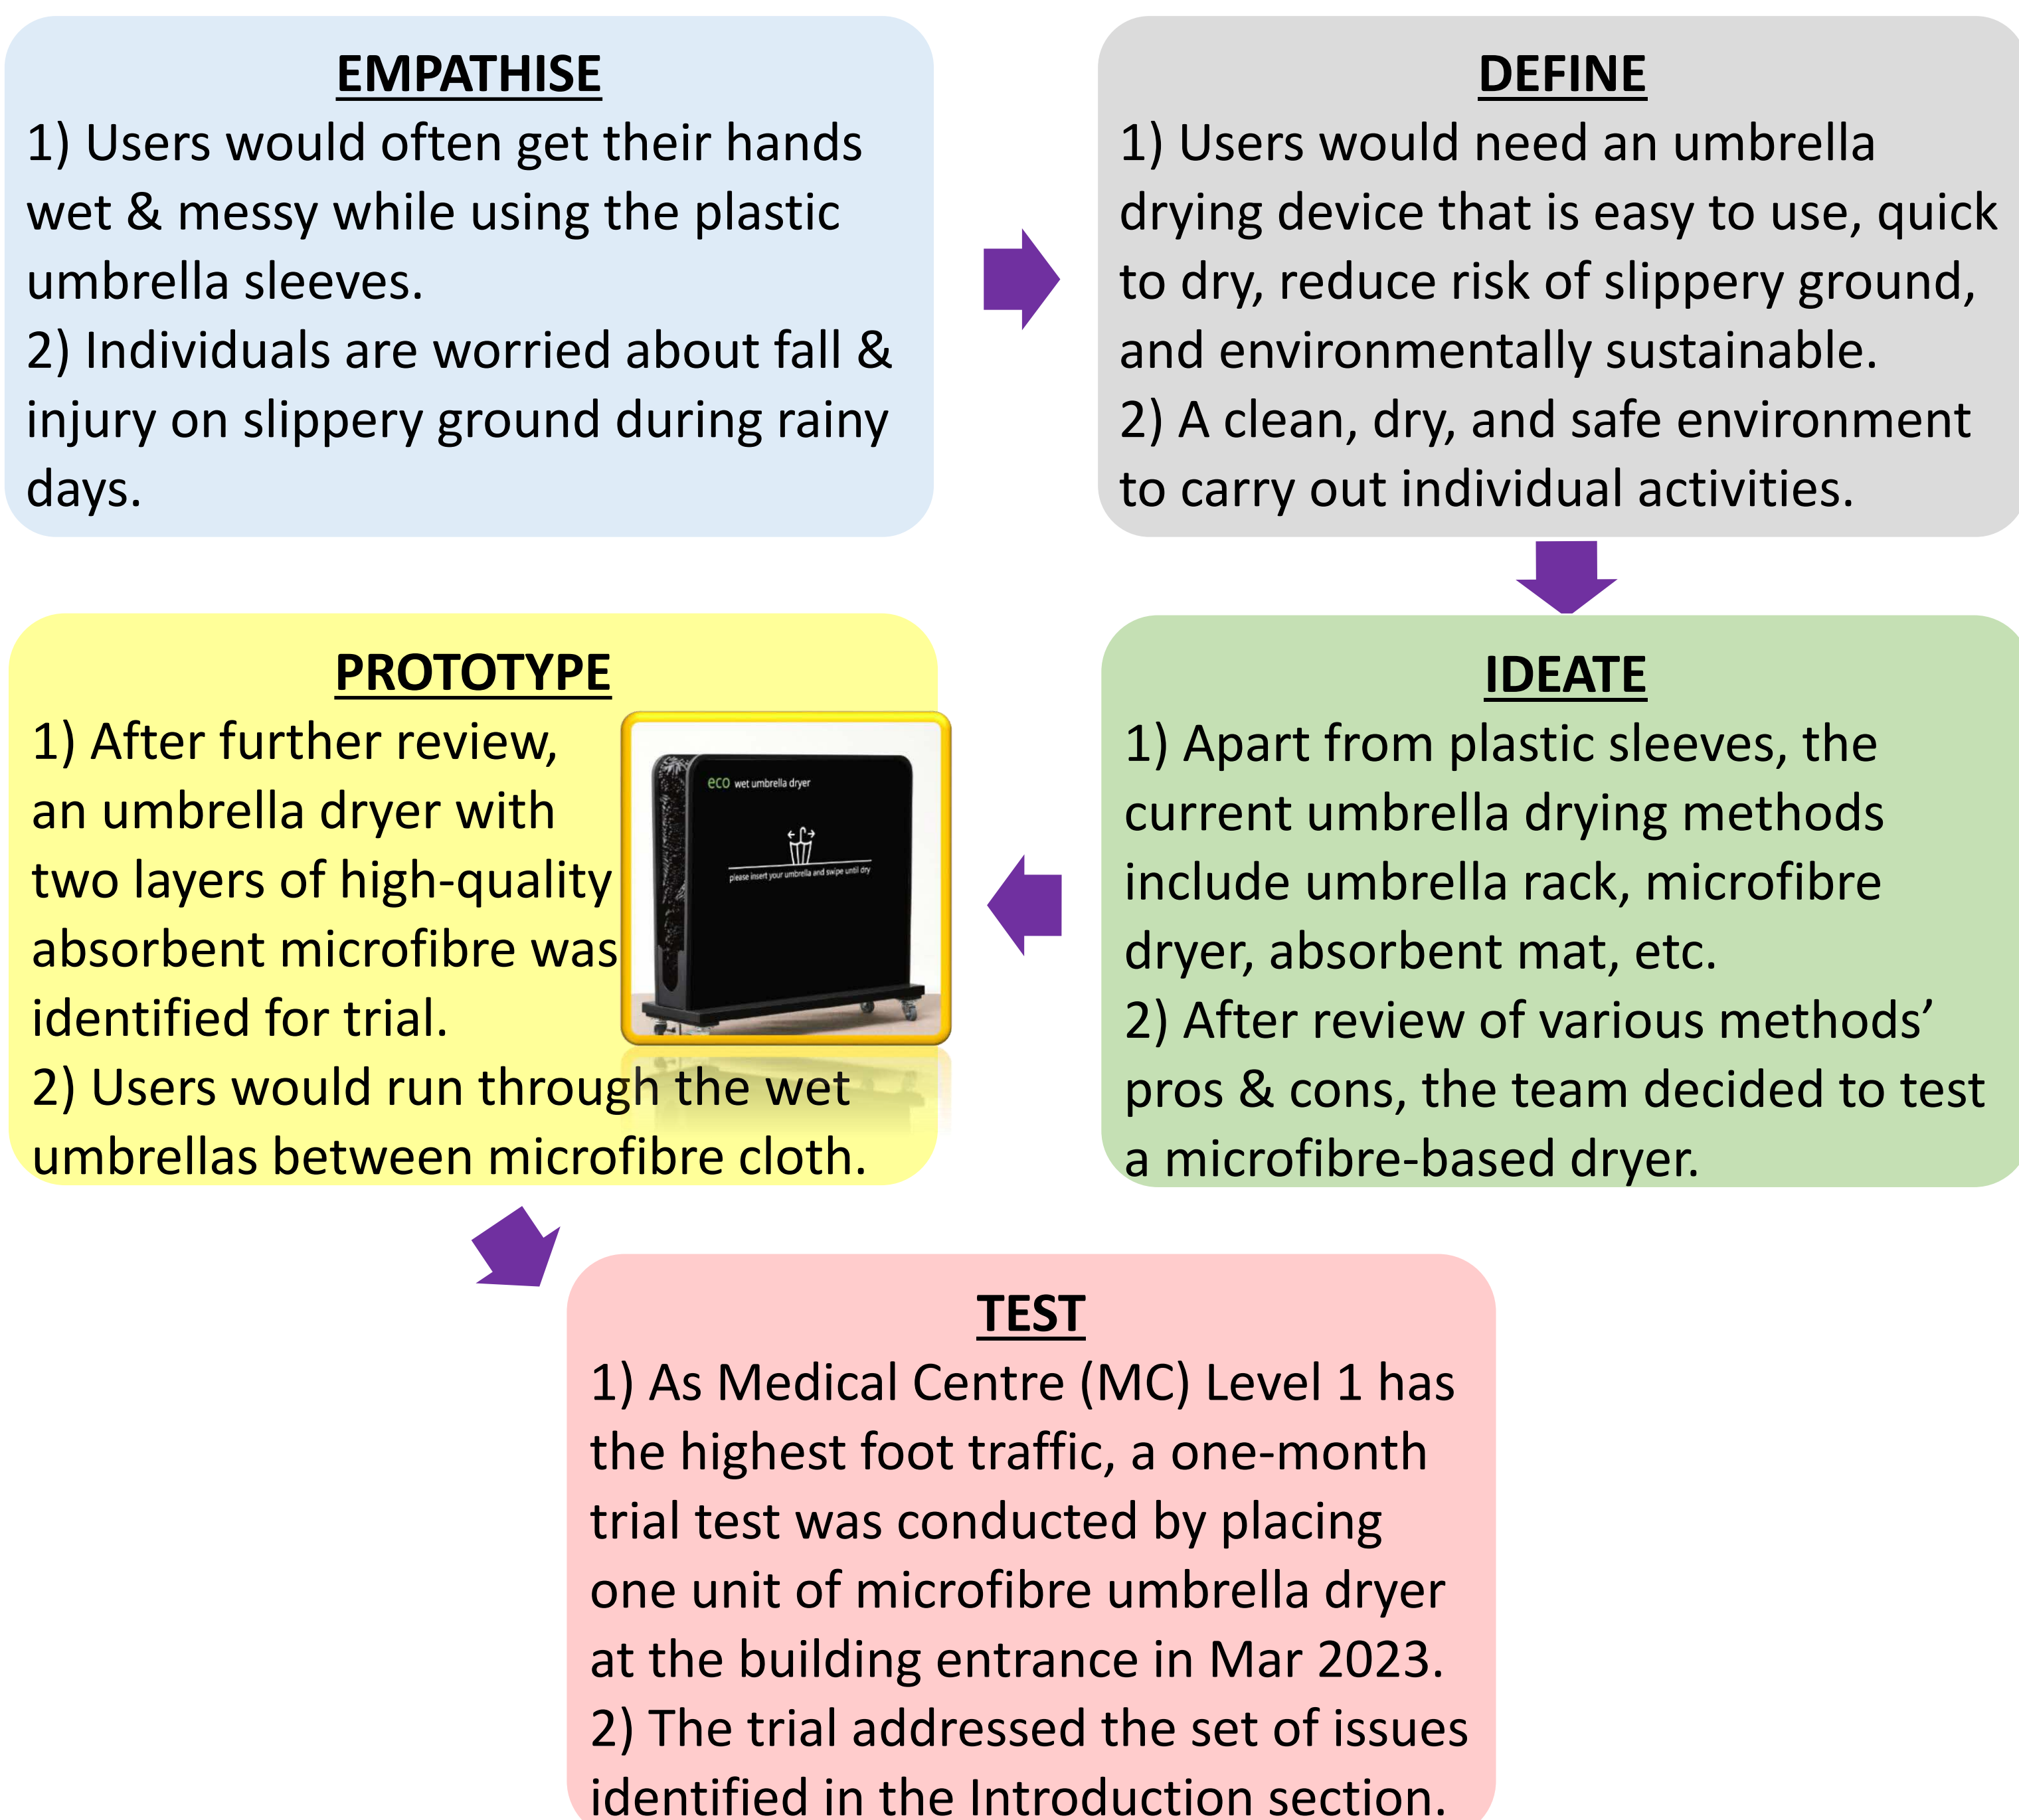 EMPATHISE
1) Users would often get their hands
wet & messy while using the plastic
umbrella sleeves.
2) Individuals are worried about fall &
injury on slippery ground during rainy
days.
DEFINE
1) Users would need an umbrella
drying device that is easy to use, quick
to dry, reduce risk of slippery ground,
and environmentally sustainable.
2) A clean, dry, and safe environment
to carry out individual activities.
IDEATE
1) Apart from plastic sleeves, the
current umbrella drying methods
include umbrella rack, microfibre
dryer, absorbent mat, etc.
2) After review of various methods’
pros & cons, the team decided to test
a microfibre-based dryer.
PROTOTYPE
1) After further review,
an umbrella dryer with
two layers of high-quality
absorbent microfibre was
identified for trial.
2) Users would run through the wet
umbrellas between microfibre cloth.
eco wet umbrella dryer
please insert your umbrella and swipe until dry
TEST
1) As Medical Centre (MC) Level 1 has
the highest foot traffic, a one-month
trial test was conducted by placing
one unit of microfibre umbrella dryer
at the building entrance in Mar 2023.
2) The trial addressed the set of issues
identified in the Introduction section.